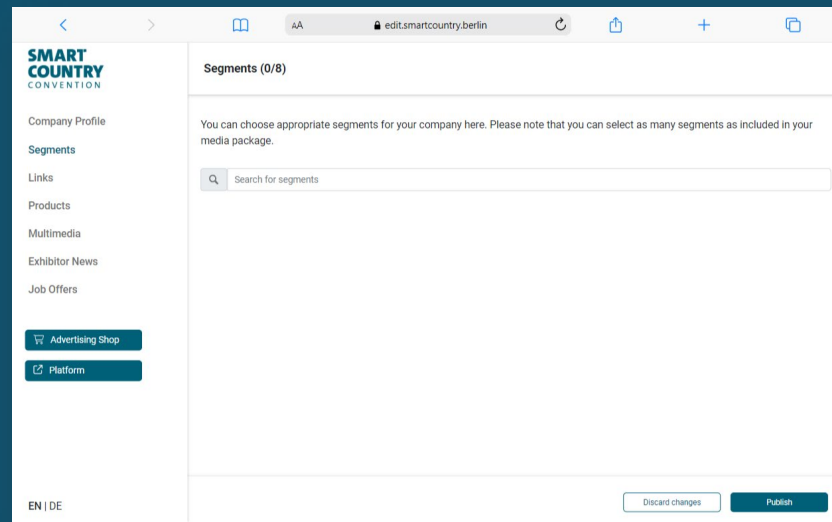 AA
edit.smartcountry.berlin
SMART
COUNTRY
CONVENTION
Company Profile
Segments
Links
Products
Multimedia
Exhibitor News
Job Offers
Advertising Shop
Platform
EN | DE
Segments (0/8)
You can choose appropriate segments for your company here. Please note that you can select as many segments as included in your
media package.
Search for segments
Discard changes
Publish